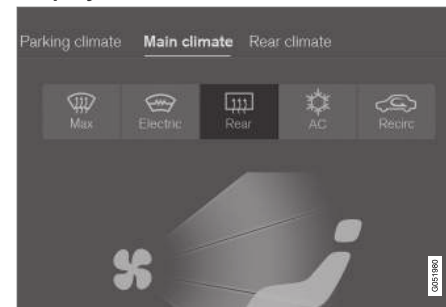 Parking climate Main climate Rear climate
Max Electric Rear AC Recirc
G051960